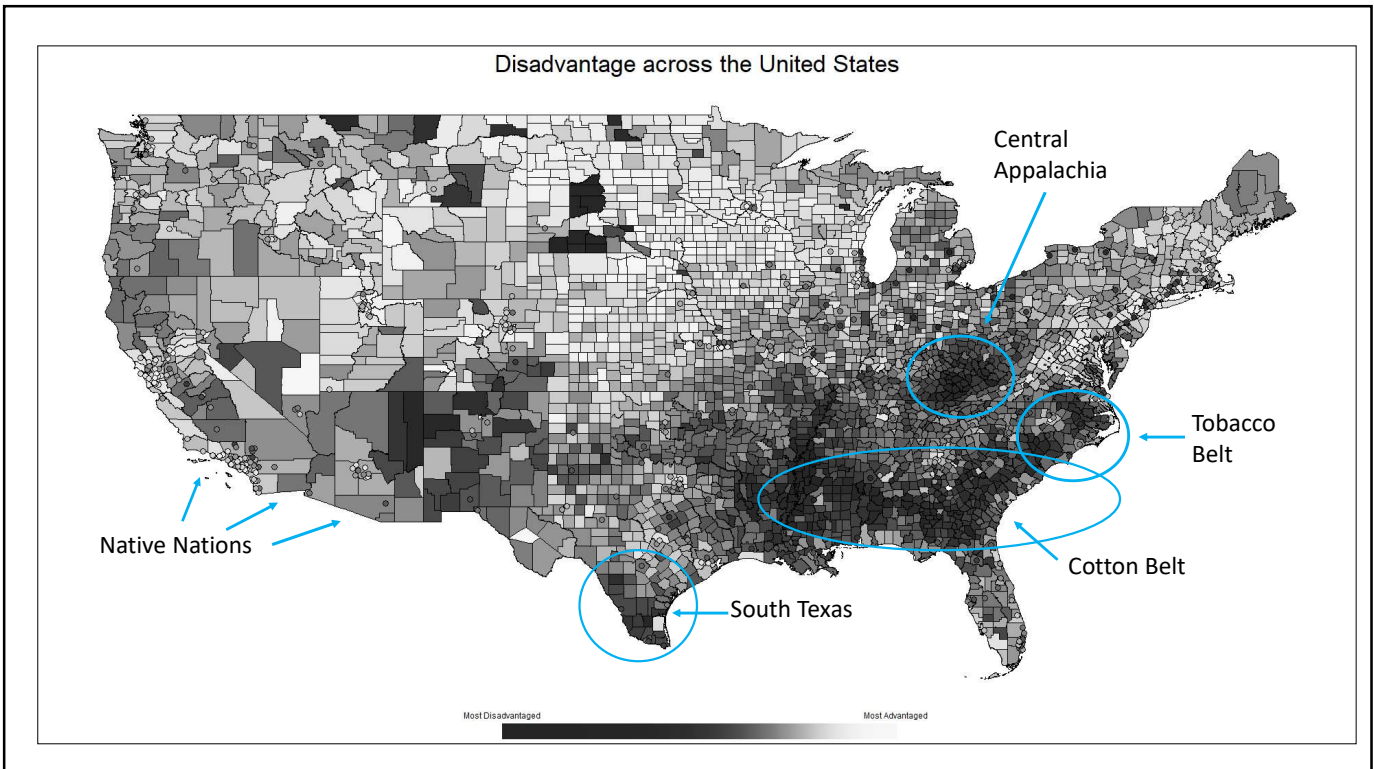 Disadvantage across the United States
Central
Appalachia
Tobacco
Belt
Native Nations
Cotton Belt
South Texas
Most Disadvantaged
Most Advantaged